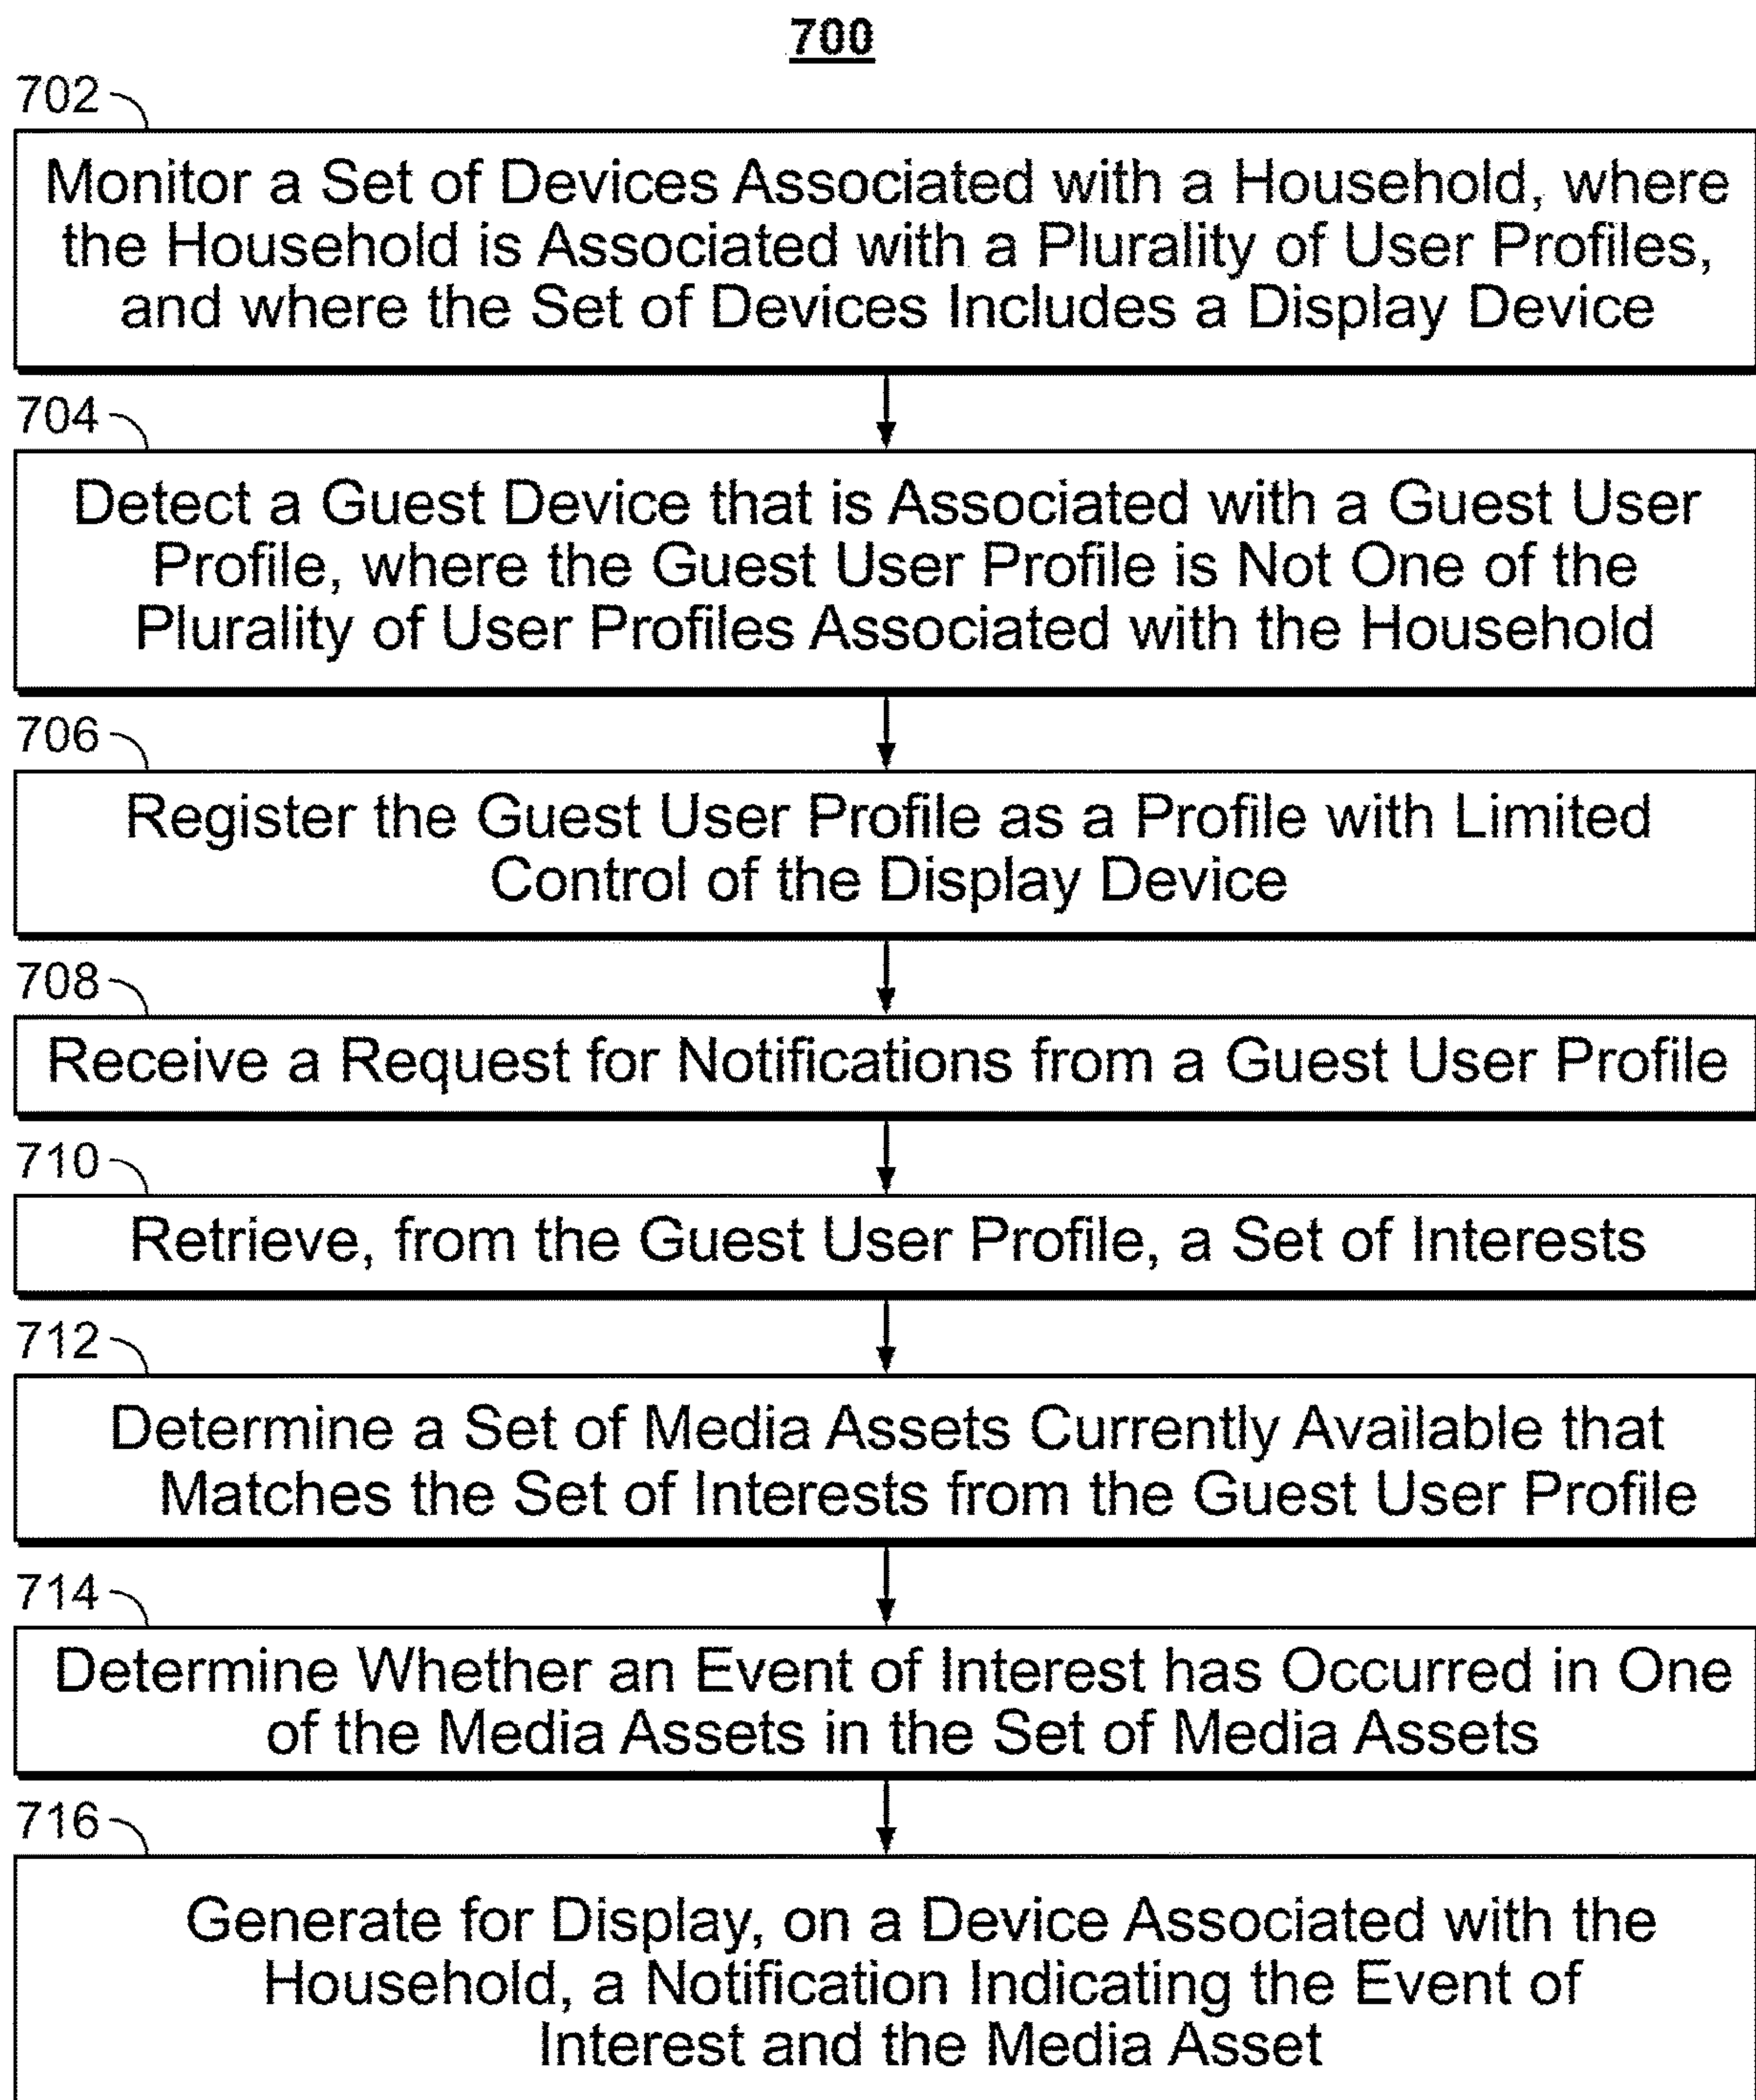 700
702
Monitor a Set of Devices Associated with a Household, where
the Household is Associated with a Plurality of User Profiles,
and where the Set of Devices Includes a Display Device
704
Detect a Guest Device that is Associated with a Guest User
Profile, where the Guest User Profile is Not One of the
Plurality of User Profiles Associated with the Household
706
Register the Guest User Profile as a Profile with Limited
Control of the Display Device
708
Receive a Request for Notifications from a Guest User Profile
710
Retrieve, from the Guest User Profile, a Set of Interests
712
Determine a Set of Media Assets Currently Available that
Matches the Set of Interests from the Guest User Profile
714
Determine Whether an Event of Interest has Occurred in One
of the Media Assets in the Set of Media Assets
716
Generate for Display, on a Device Associated with the
Household, a Notification Indicating the Event of
Interest and the Media Asset